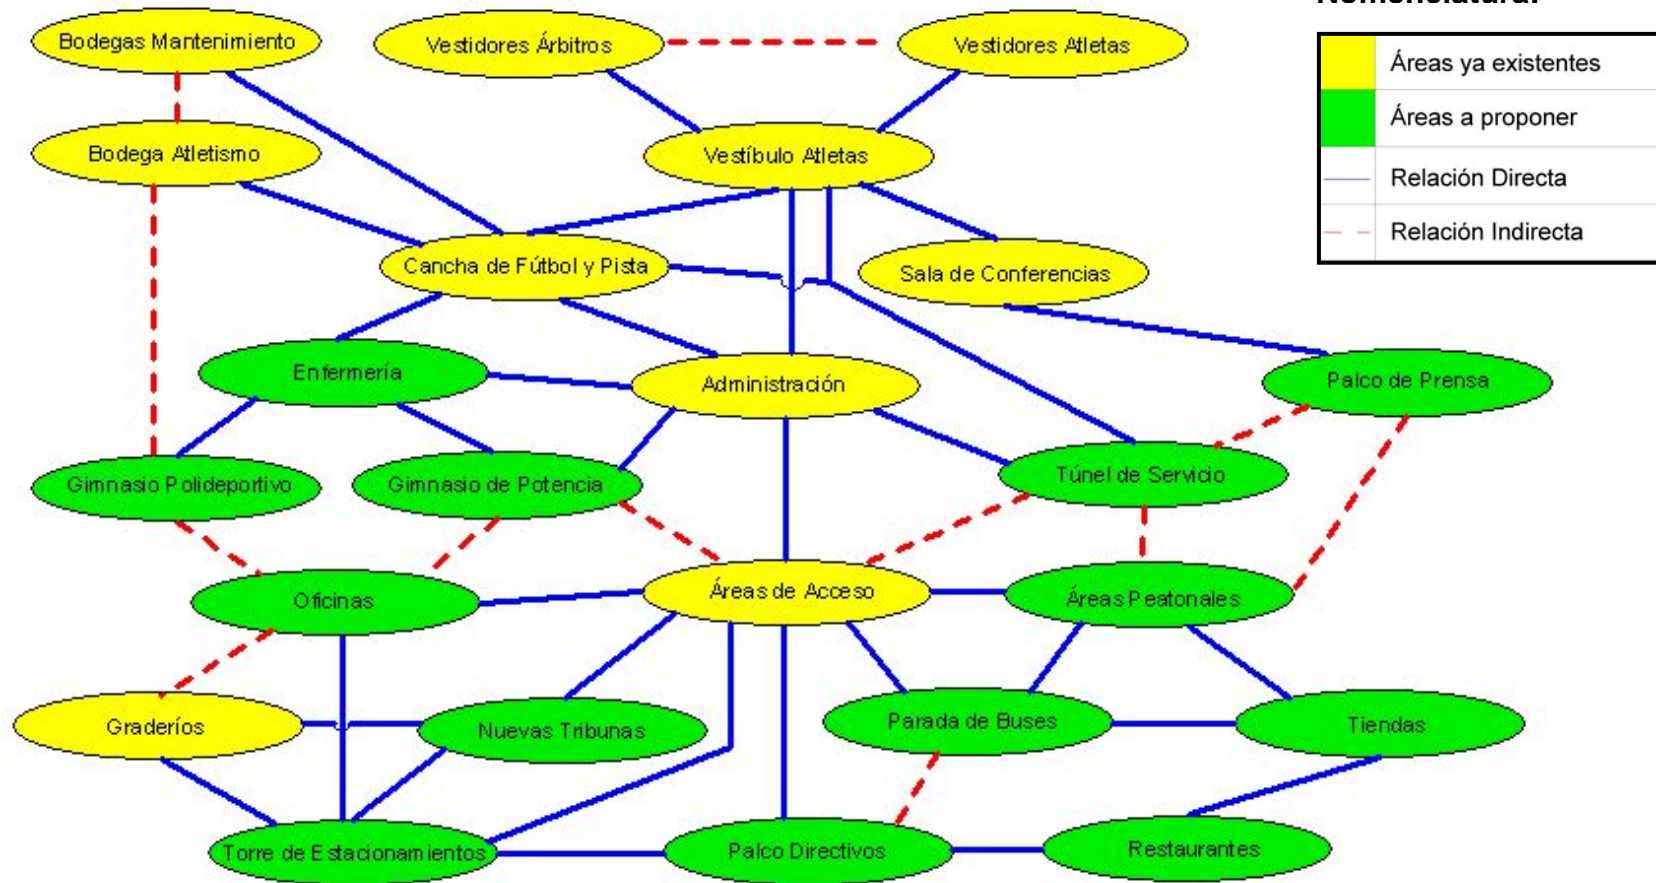 Nomenclatura:
Bodegas Mantenimiento
Vestidores Árbitros
Vestidores Atletas
Áreas ya existentes
Áreas a proponer
Relación Directa
Relación Indirecta
Bodega Atletismo
Vestíbulo Atletas
Cancha de Fútbol y Pista
Sala de Conferencias
Enfermería
Administración
Palco de Prensa
Gimnasio Polideportivo
Gimnasio de Potencia
Túnel de Servicio
Oficinas
Áreas de Acceso
Áreas Peatonales
Graderíos
Nuevas Tribunas
Parada de Buses
Tiendas
Torre de Estacionamientos
Palco Directivos
Restaurantes